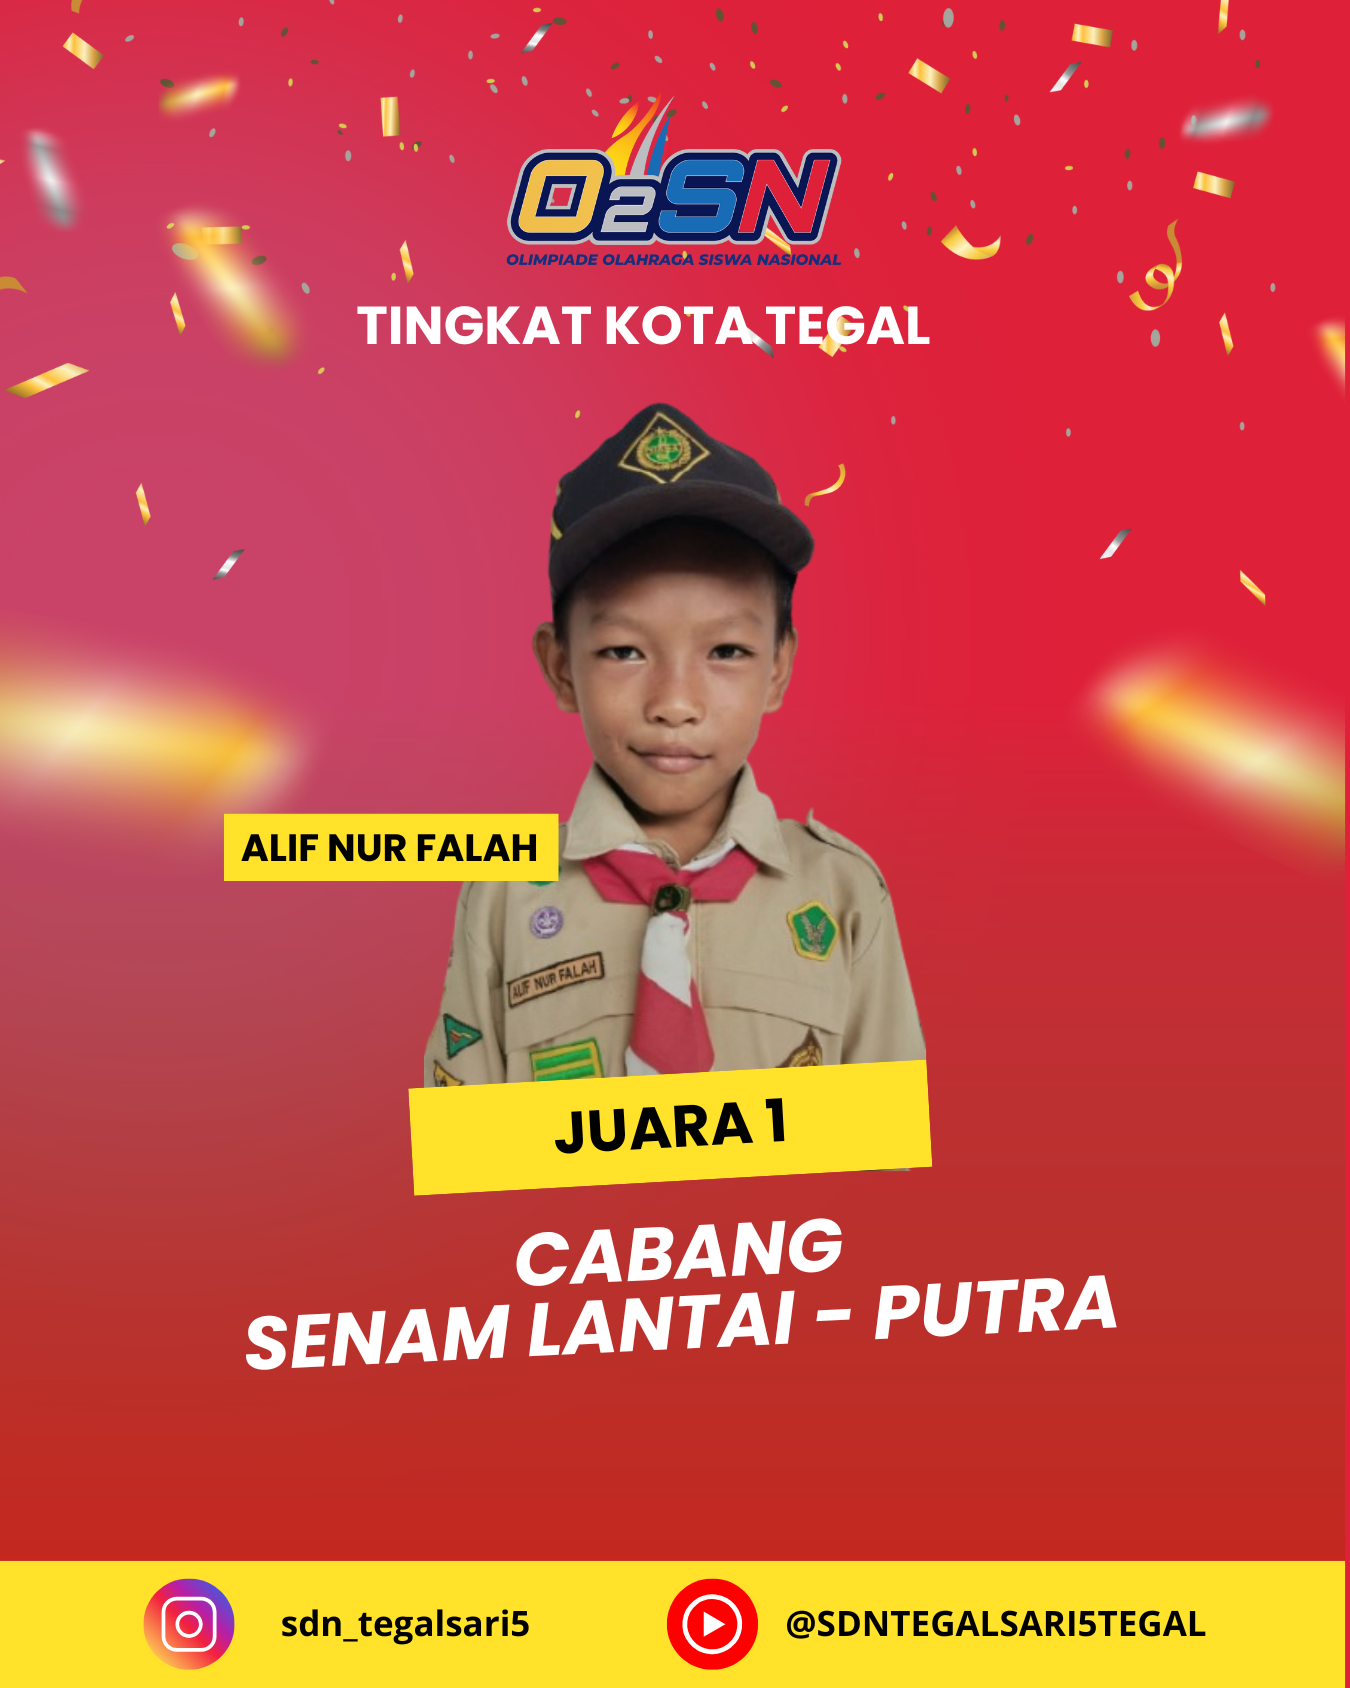 O2SN
OLIMPIADE OLAHRAGA SISWA NASIONAL
TINGKAT KOTA TEGAL
ALIF NUR FALAH
ALIF NUR FALAH
JUARA 1
CABANG
SENAM LANTAI - PUTRA
sdn_tegalsari5
@SDNTEGALSARI5TEGAL